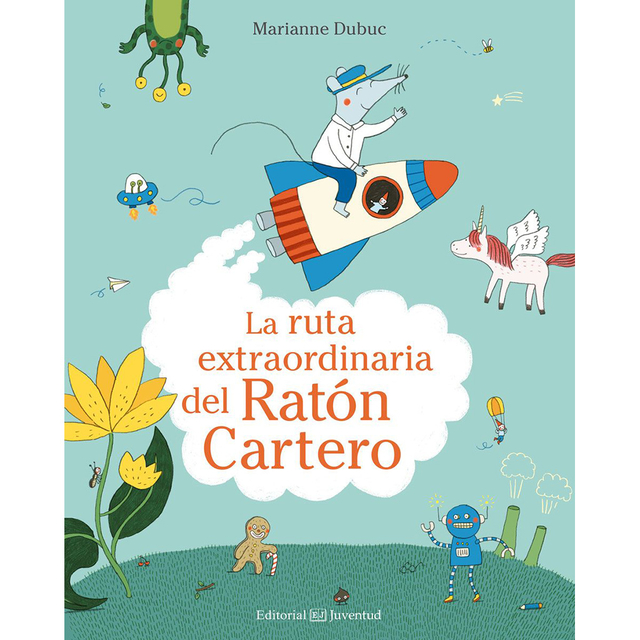 Marianne Dubuc
La ruta
extraordinaria
del Ratón
Cartero
Editorial EJ Juventud